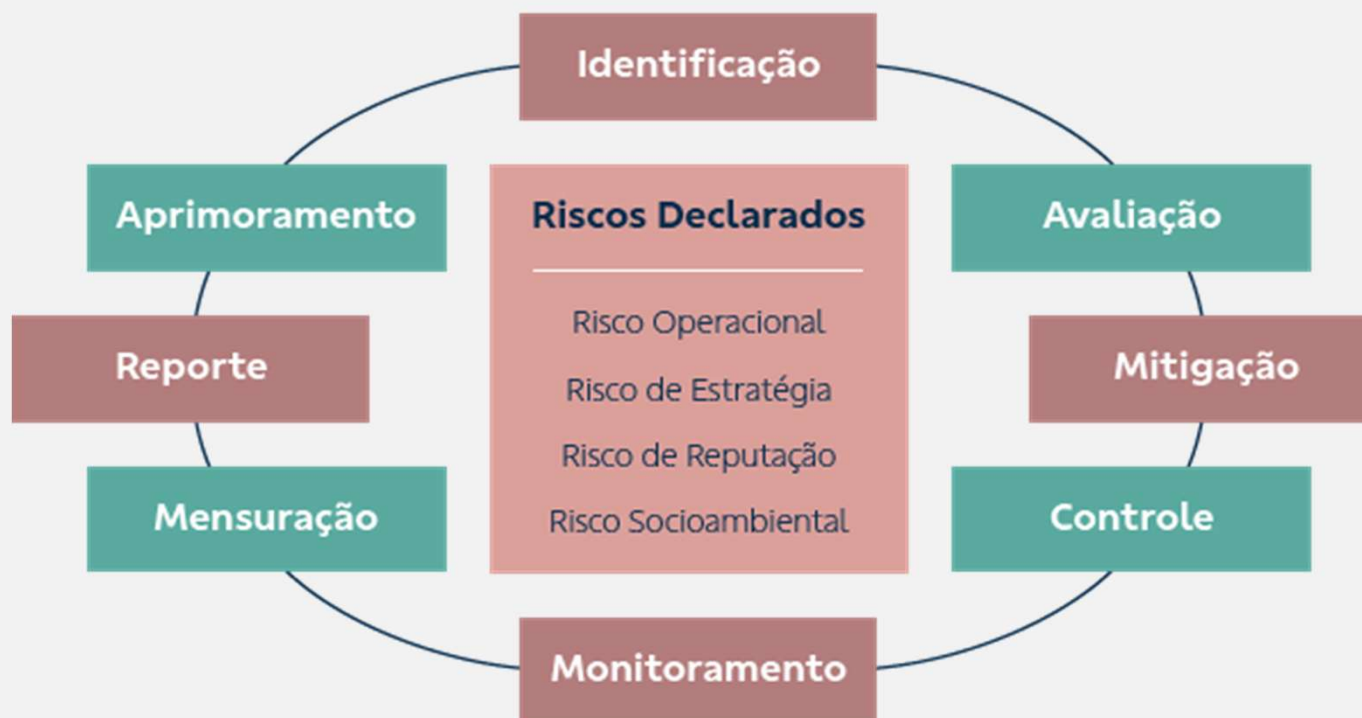 Identificação
Aprimoramento
Riscos Declarados
Avaliação
Risco Operacional
Reporte
Mitigação
Risco de Estratégia
Risco de Reputação
Mensuração
Risco Socioambiental
Controle
Monitoramento